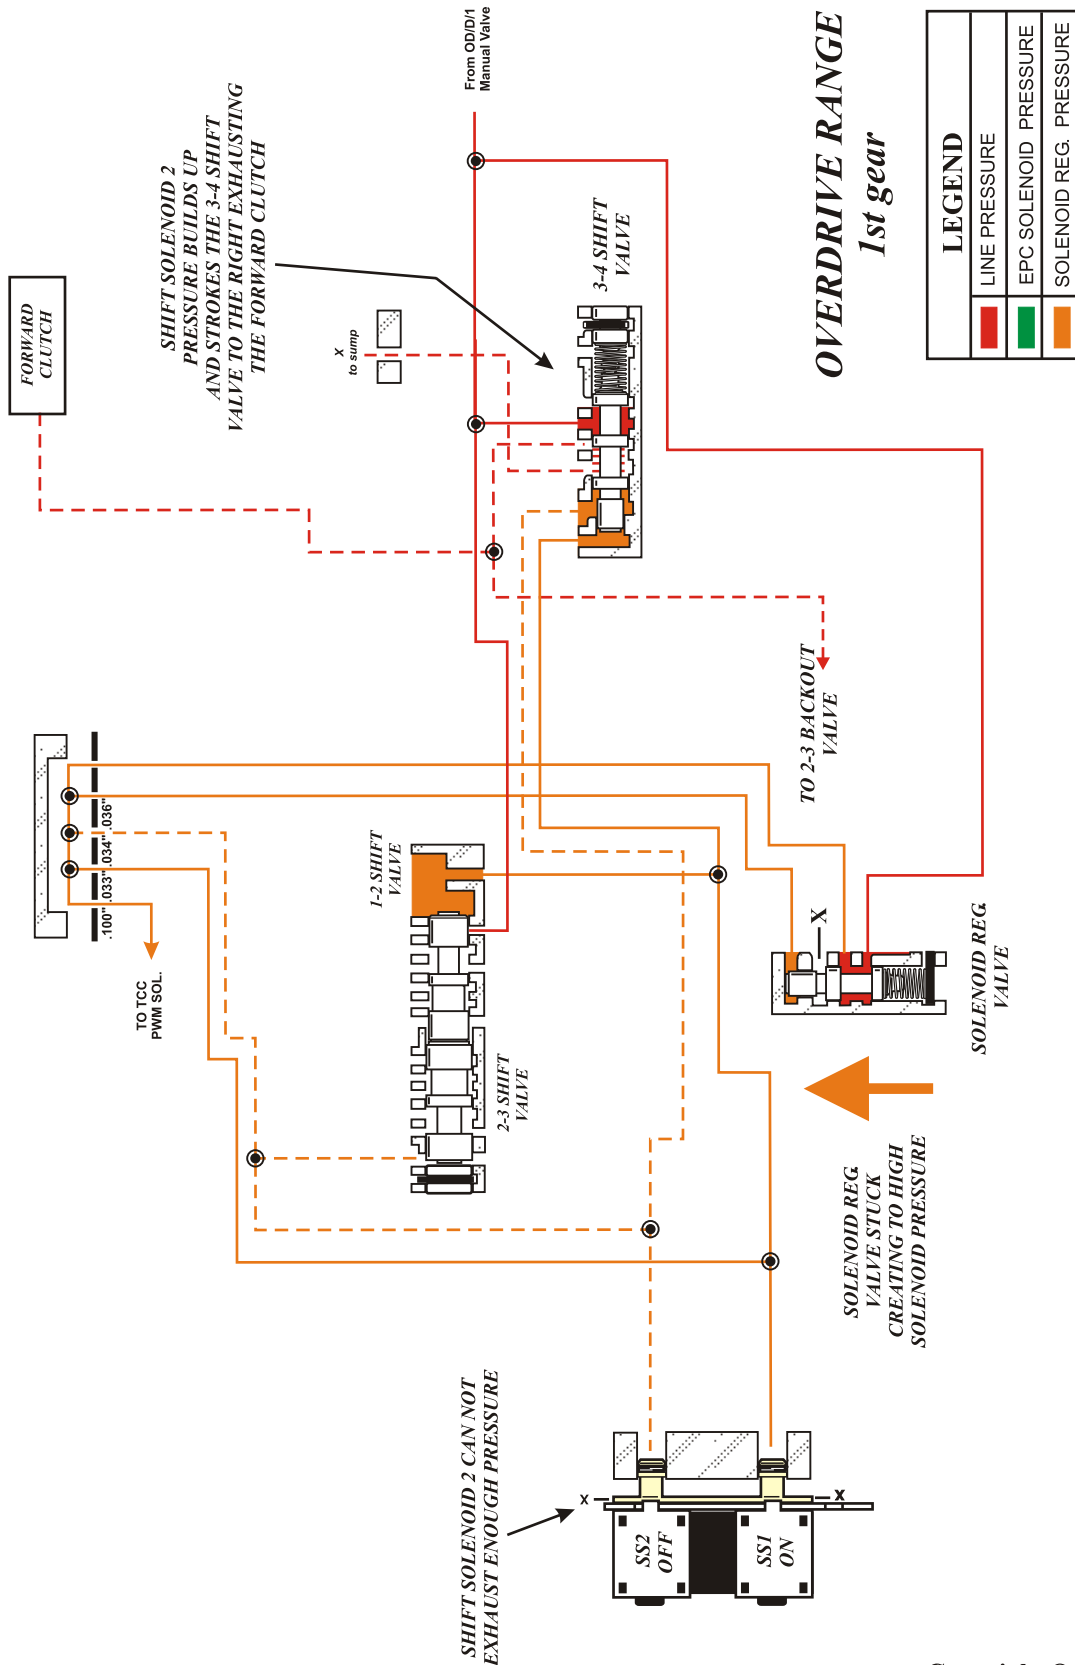 OVERDRIVE RANGE
1st gear
LEGEND
LINE PRESSURE
EPC SOLENOID PRESSURE
SOLENOID REG. PRESSURE
From OD/D/1
Manual Valve
SHIFT SOLENOID 2
PRESSURE BUILDS UP
AND STROKES THE 3-4 SHIFT
VALVE TO THE RIGHT EXHAUSTING
THE FORWARD CLUTCH
FORWARD
CLUTCH
X
to sump
3-4 SHIFT
VALVE
TO 2-3 BACKOUT
VALVE
.100" .033" .034" .036"
TO TCC
PWM SOL.
1-2 SHIFT
VALVE
2-3 SHIFT
VALVE
X
SOLENOID REG.
VALVE
SOLENOID REG.
VALVE STUCK
CREATING TO HIGH
SOLENOID PRESSURE
SHIFT SOLENOID 2 CAN NOT
EXHAUST ENOUGH PRESSURE
X
X
SS2
OFF
SS1
ON